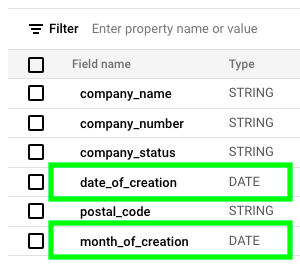 Filter Enter property name or value
Field name Type
company_name STRING
company_number STRING
company_status STRING
date_of_creation DATE
postal_code STRING
month_of_creation DATE